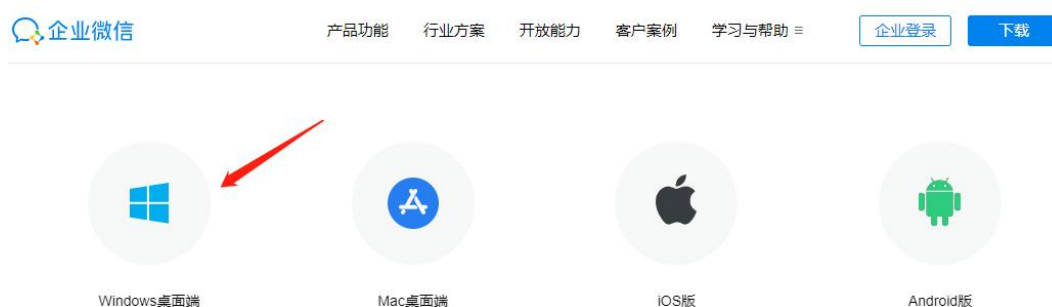 企业微信 产品功能 行业方案 开放能力 客户案例 学习与帮助 ≡ 企业登录 下载
Windows桌面端 Mac桌面端 iOS版 Android版